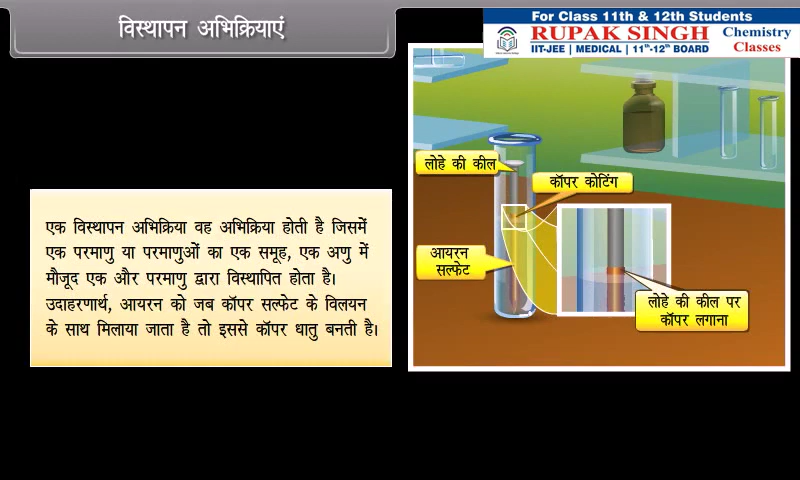 विस्थापन अभिक्रियाएं
For Class 11th & 12th Students
RUPAK SINGH
IIT-JEE | MEDICAL | 11th-12th BOARD
Chemistry
Classes
एक विस्थापन अभिक्रिया वह अभिक्रिया होती है जिसमें
एक परमाणु या परमाणुओं का एक समूह, एक अणु में
मौजूद एक और परमाणु द्वारा विस्थापित होता है।
उदाहरणार्थ, आयरन को जब कॉपर सल्फेट के विलयन
के साथ मिलाया जाता है तो इससे कॉपर धातु बनती है।
लोहे की कील
कॉपर कोटिंग
आयरन
सल्फेट
लोहे की कील पर
कॉपर लगाना